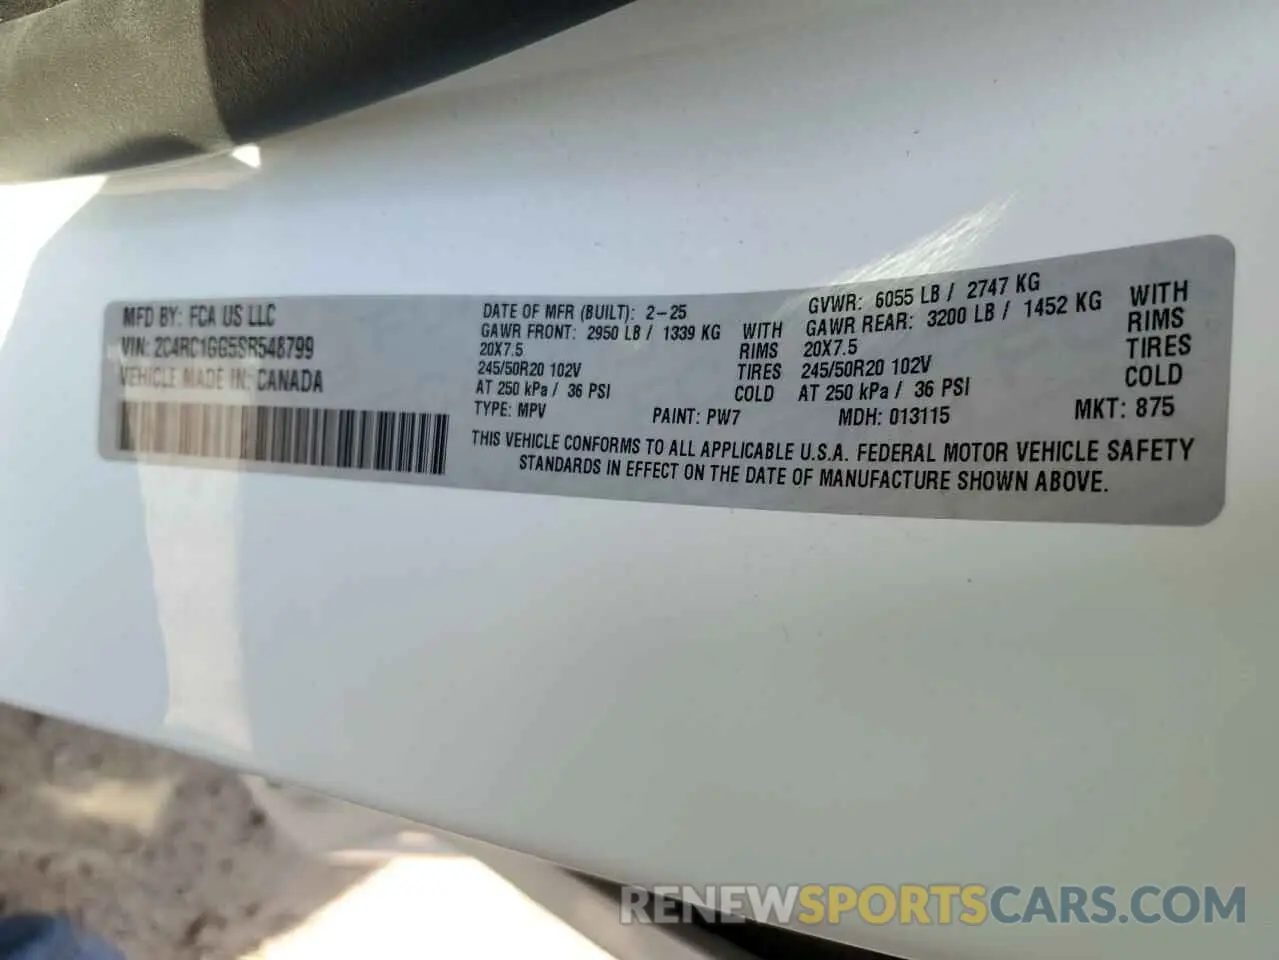 MFD BY: FCA US LLC
VIN: 2C4RC1GG5SR548799
VEHICLE MADE IN: CANADA
DATE OF MFR (BUILT): 2-25
GAWR FRONT: 2950 LB / 1339 KG WITH
20X7.5 RIMS
245/50R20 102V TIRES
AT 250 kPa / 36 PSI COLD
TYPE: MPV PAINT: PW7
GVWR: 6055 LB / 2747 KG
GAWR REAR: 3200 LB / 1452 KG WITH
20X7.5 RIMS
245/50R20 102V TIRES
AT 250 kPa / 36 PSI COLD
MDH: 013115 MKT: 875
THIS VEHICLE CONFORMS TO ALL APPLICABLE U.S.A. FEDERAL MOTOR VEHICLE SAFETY
STANDARDS IN EFFECT ON THE DATE OF MANUFACTURE SHOWN ABOVE.
RENEWSPORTSCARS.COM